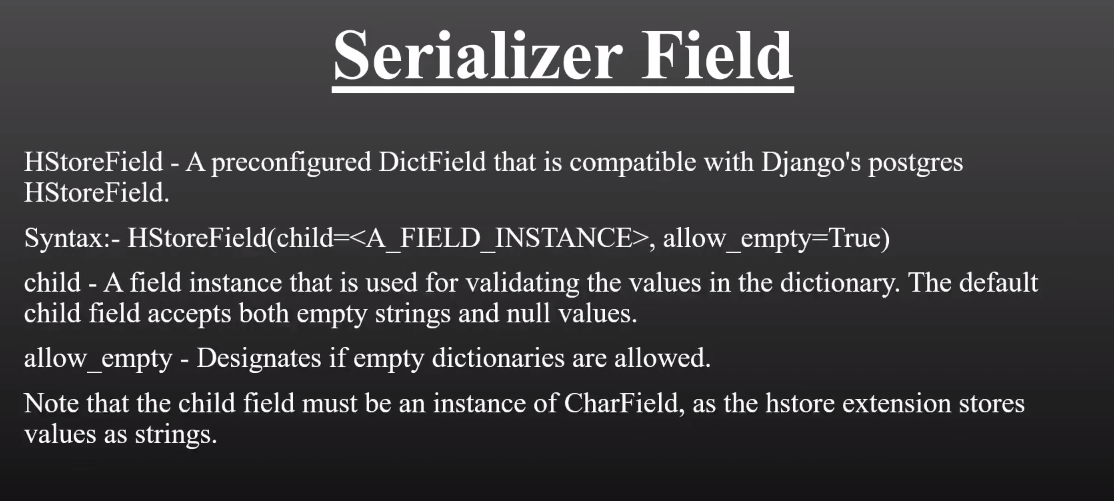 Serializer Field
HStoreField - A preconfigured DictField that is compatible with Django's postgres
HStoreField.
Syntax:- HStoreField(child=<A_FIELD_INSTANCE>, allow_empty=True)
child - A field instance that is used for validating the values in the dictionary. The default
child field accepts both empty strings and null values.
allow_empty - Designates if empty dictionaries are allowed.
Note that the child field must be an instance of CharField, as the hstore extension stores
values as strings.